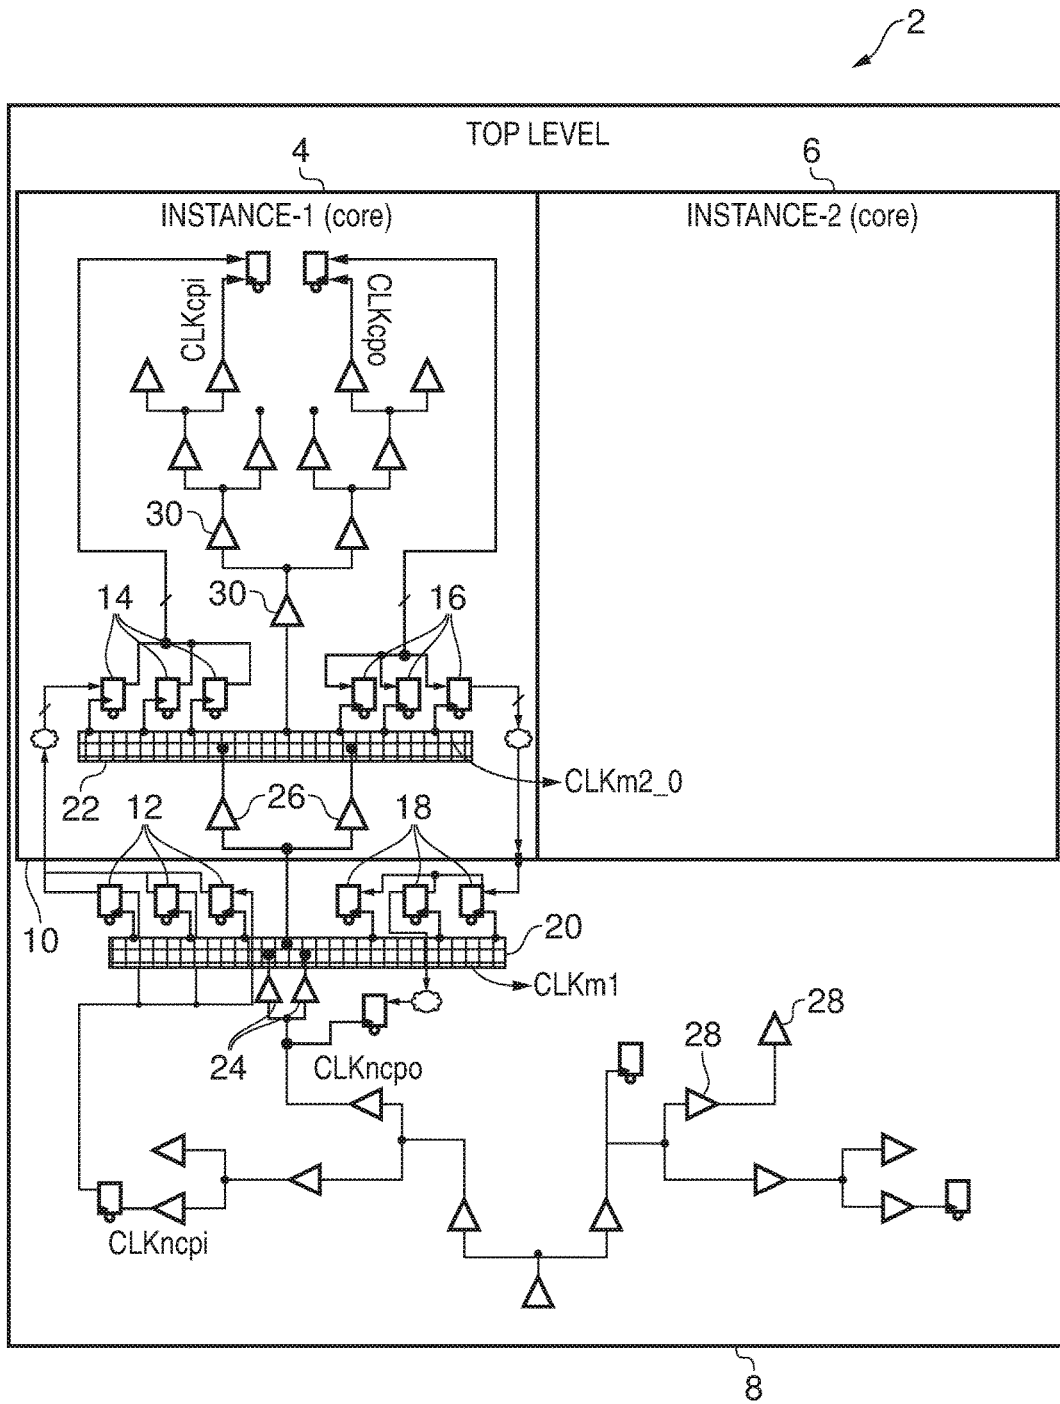 2
TOP LEVEL
4
6
INSTANCE-1 (core)
INSTANCE-2 (core)
CLKcpi
CLKcpo
30
30
14
16
22
26
CLKm2_0
12
18
10
20
CLKm1
24
CLKncpo
28
28
CLKncpi
8